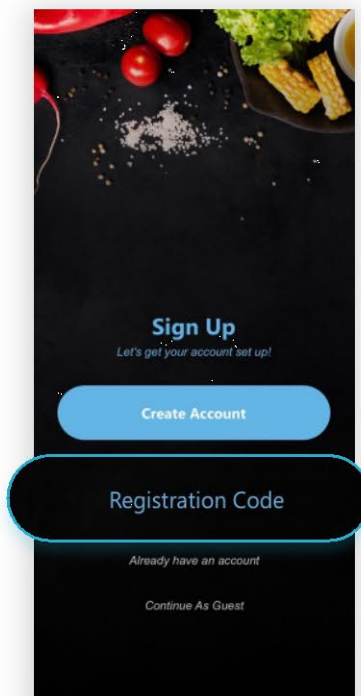 Sign Up
Let's get your account set up!
Create Account
Registration Code
Already have an account
Continue As Guest